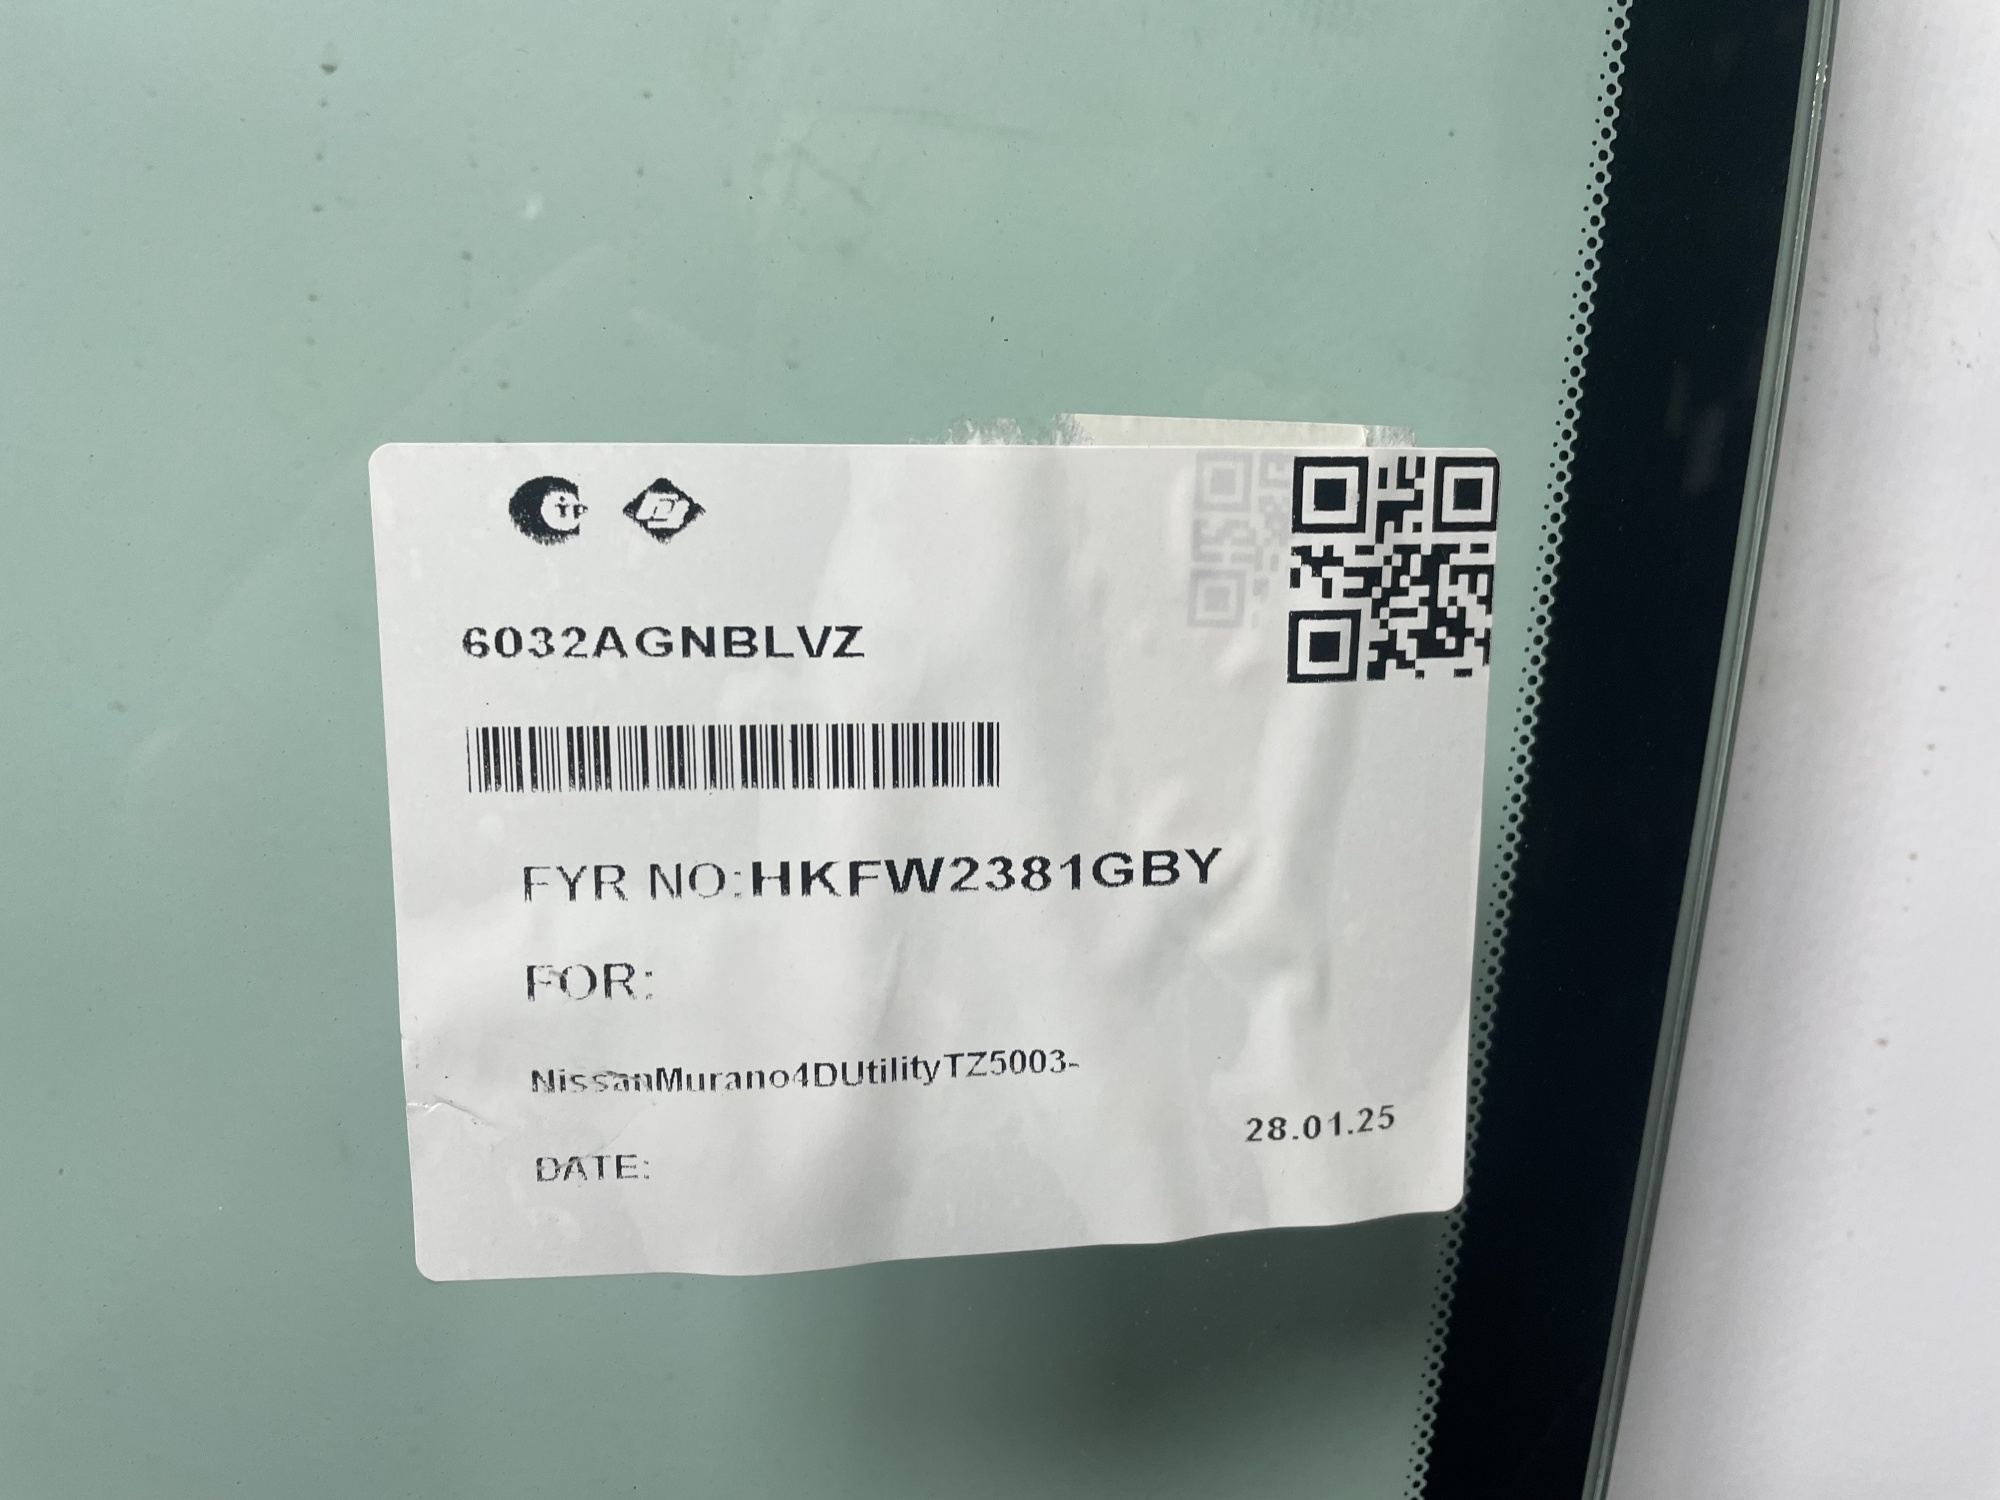 6032AGNBLVZ
FYR NO:HKFW2381GBY
FOR:
NissanMurano4DUtilityTZ5003-
28.01.25
DATE: